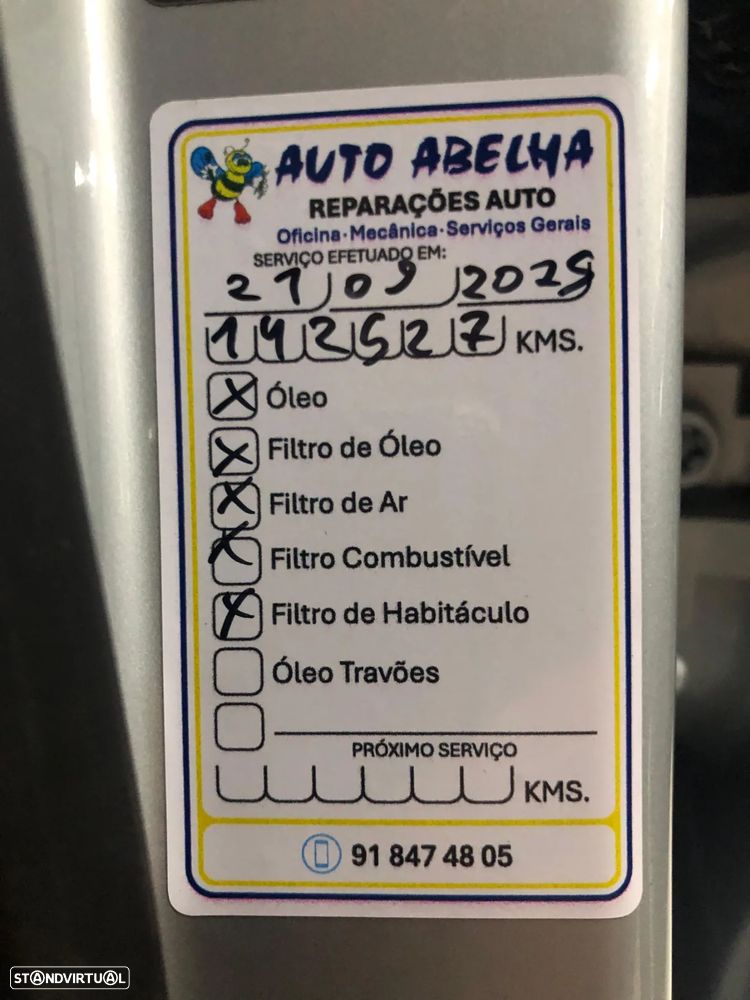 AUTO ABELHA
REPARAÇÕES AUTO
Oficina·Mecânica·Serviços Gerais
SERVIÇO EFETUADO EM:
21 09 2025
142527 KMS.
X Óleo
X Filtro de Óleo
X Filtro de Ar
X Filtro Combustível
X Filtro de Habitáculo
Óleo Travões
PRÓXIMO SERVIÇO
KMS.
91 847 48 05
STANDVIRTUAL